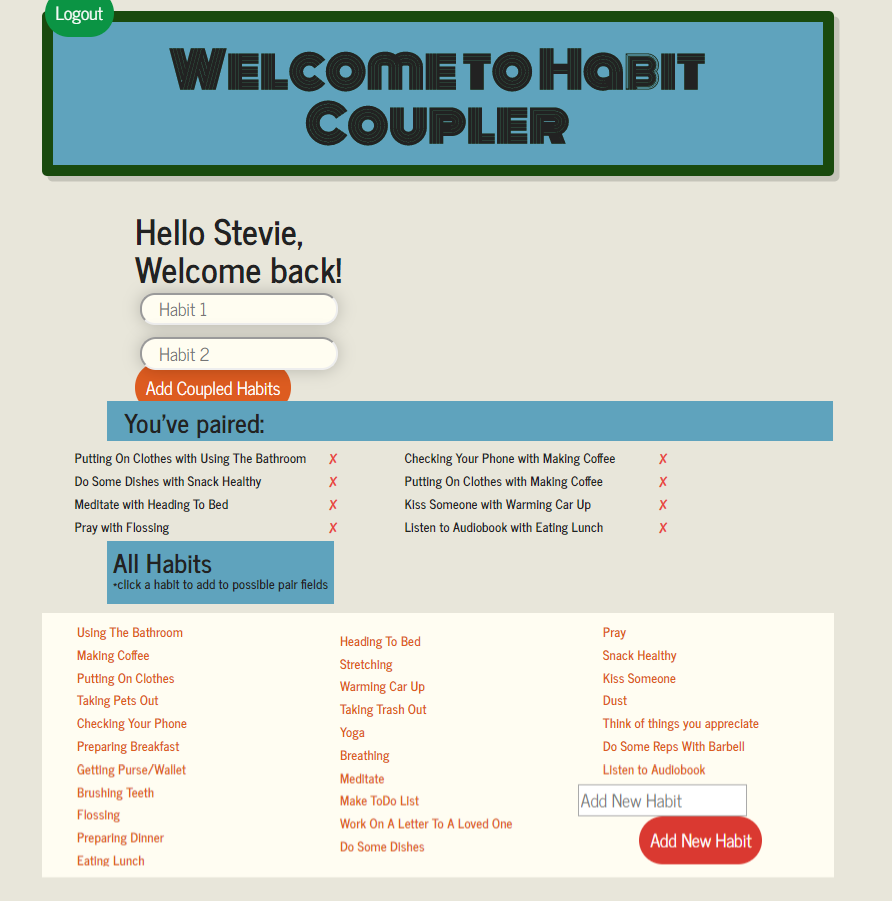 Logout
Welcome to Habit
Coupler
Hello Stevie,
Welcome back!
Habit 1
Habit 2
Add Coupled Habits
You've paired:
Putting On Clothes with Using The Bathroom ✗
Do Some Dishes with Snack Healthy ✗
Meditate with Heading To Bed ✗
Pray with Flossing ✗
Checking Your Phone with Making Coffee ✗
Putting On Clothes with Making Coffee ✗
Kiss Someone with Warming Car Up ✗
Listen to Audiobook with Eating Lunch ✗
All Habits
*click a habit to add to possible pair fields
Using The Bathroom
Making Coffee
Putting On Clothes
Taking Pets Out
Checking Your Phone
Preparing Breakfast
Getting Purse/Wallet
Brushing Teeth
Flossing
Preparing Dinner
Eating Lunch
Heading To Bed
Stretching
Warming Car Up
Taking Trash Out
Yoga
Breathing
Meditate
Make ToDo List
Work On A Letter To A Loved One
Do Some Dishes
Pray
Snack Healthy
Kiss Someone
Dust
Think of things you appreciate
Do Some Reps With Barbell
Listen to Audiobook
Add New Habit
Add New Habit